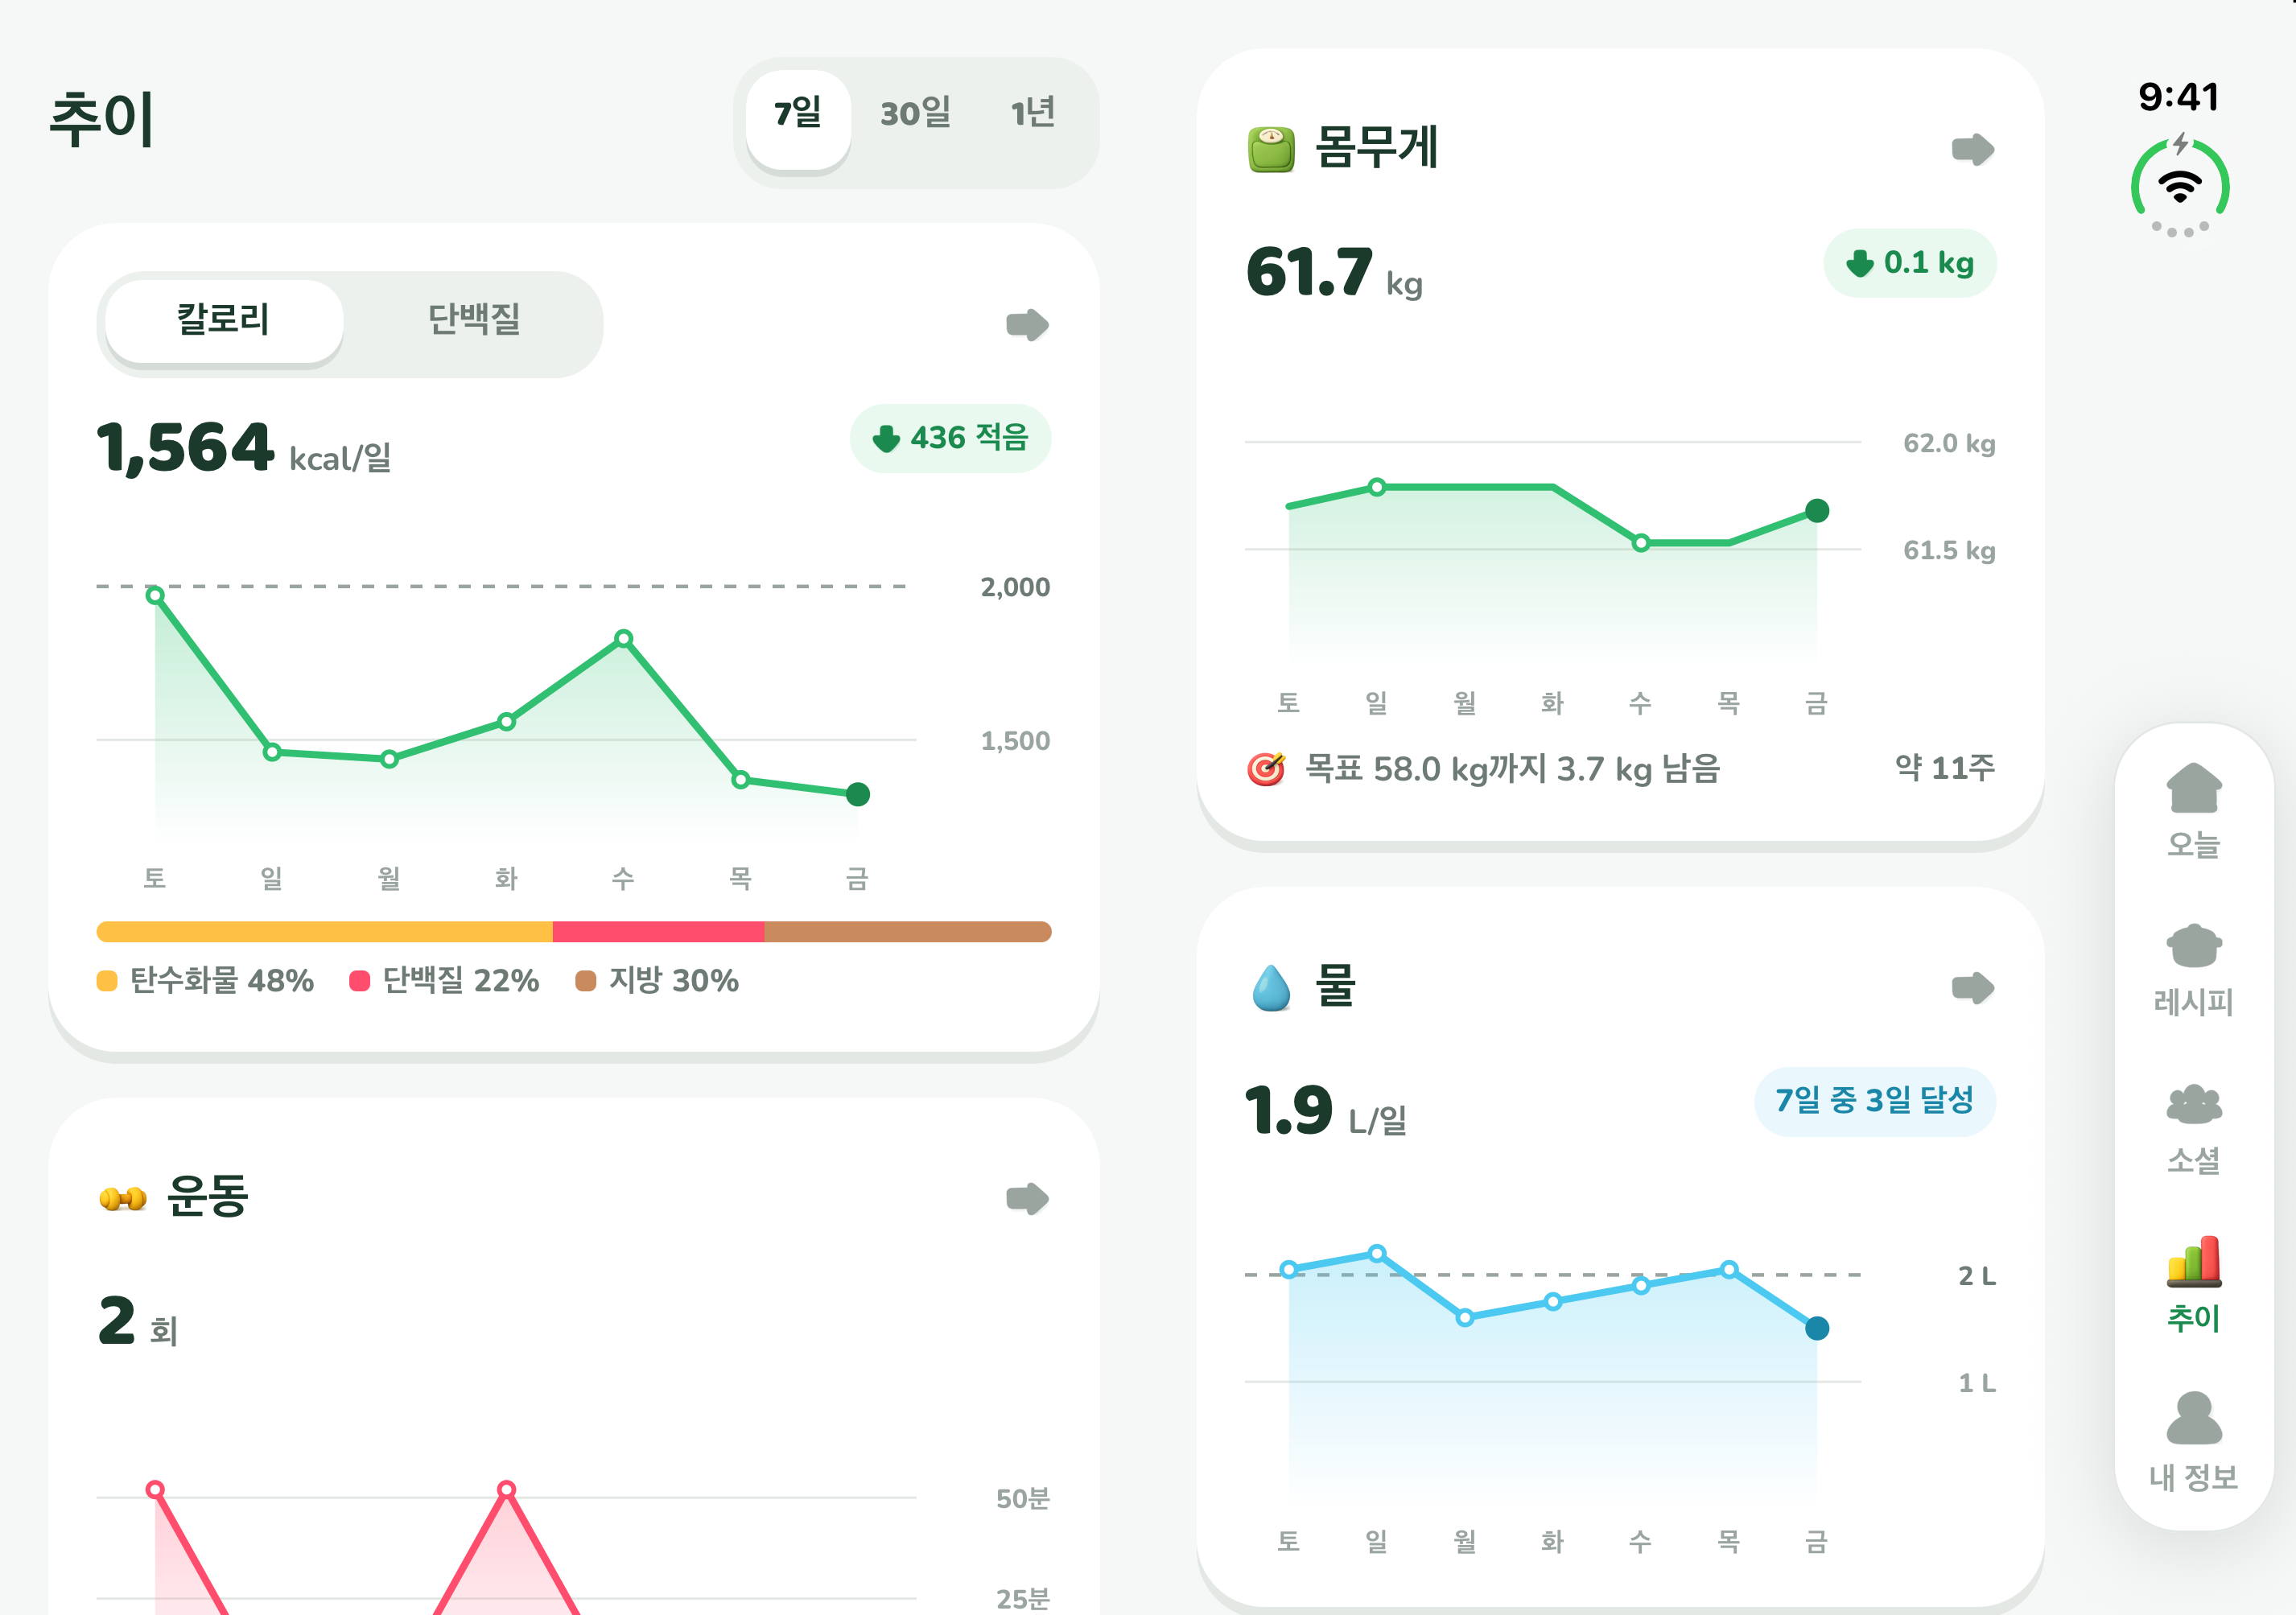 추이
7일 30일 1년
칼로리 단백질
1,564 kcal/일
436 적음
2,000
1,500
토 일 월 화 수 목 금
탄수화물 48% 단백질 22% 지방 30%
운동
2 회
50분
25분
몸무게
61.7 kg
0.1 kg
62.0 kg
61.5 kg
토 일 월 화 수 목 금
목표 58.0 kg까지 3.7 kg 남음 약 11주
물
1.9 L/일
7일 중 3일 달성
2 L
1 L
토 일 월 화 수 목 금
9:41
오늘
레시피
소셜
추이
내 정보